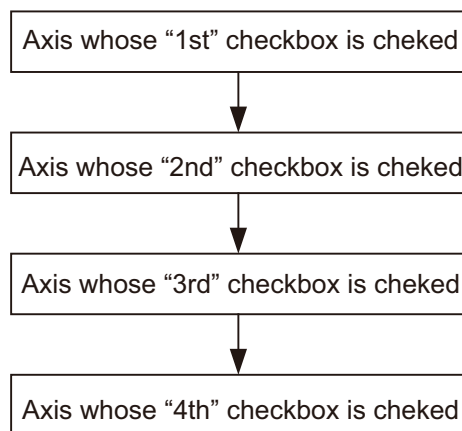 Axis whose “1st” checkbox is cheked
Axis whose “2nd” checkbox is cheked
Axis whose “3rd” checkbox is cheked
Axis whose “4th” checkbox is cheked